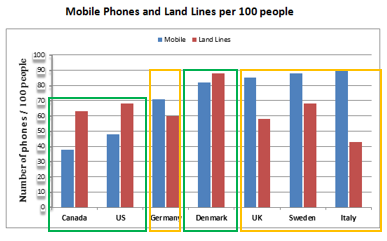 Mobile Phones and Land Lines per 100 people
Mobile Land Lines
Number of phones / 100 people
100
90
80
70
60
50
40
30
20
10
0
Canada US Germany Denmark UK Sweden Italy